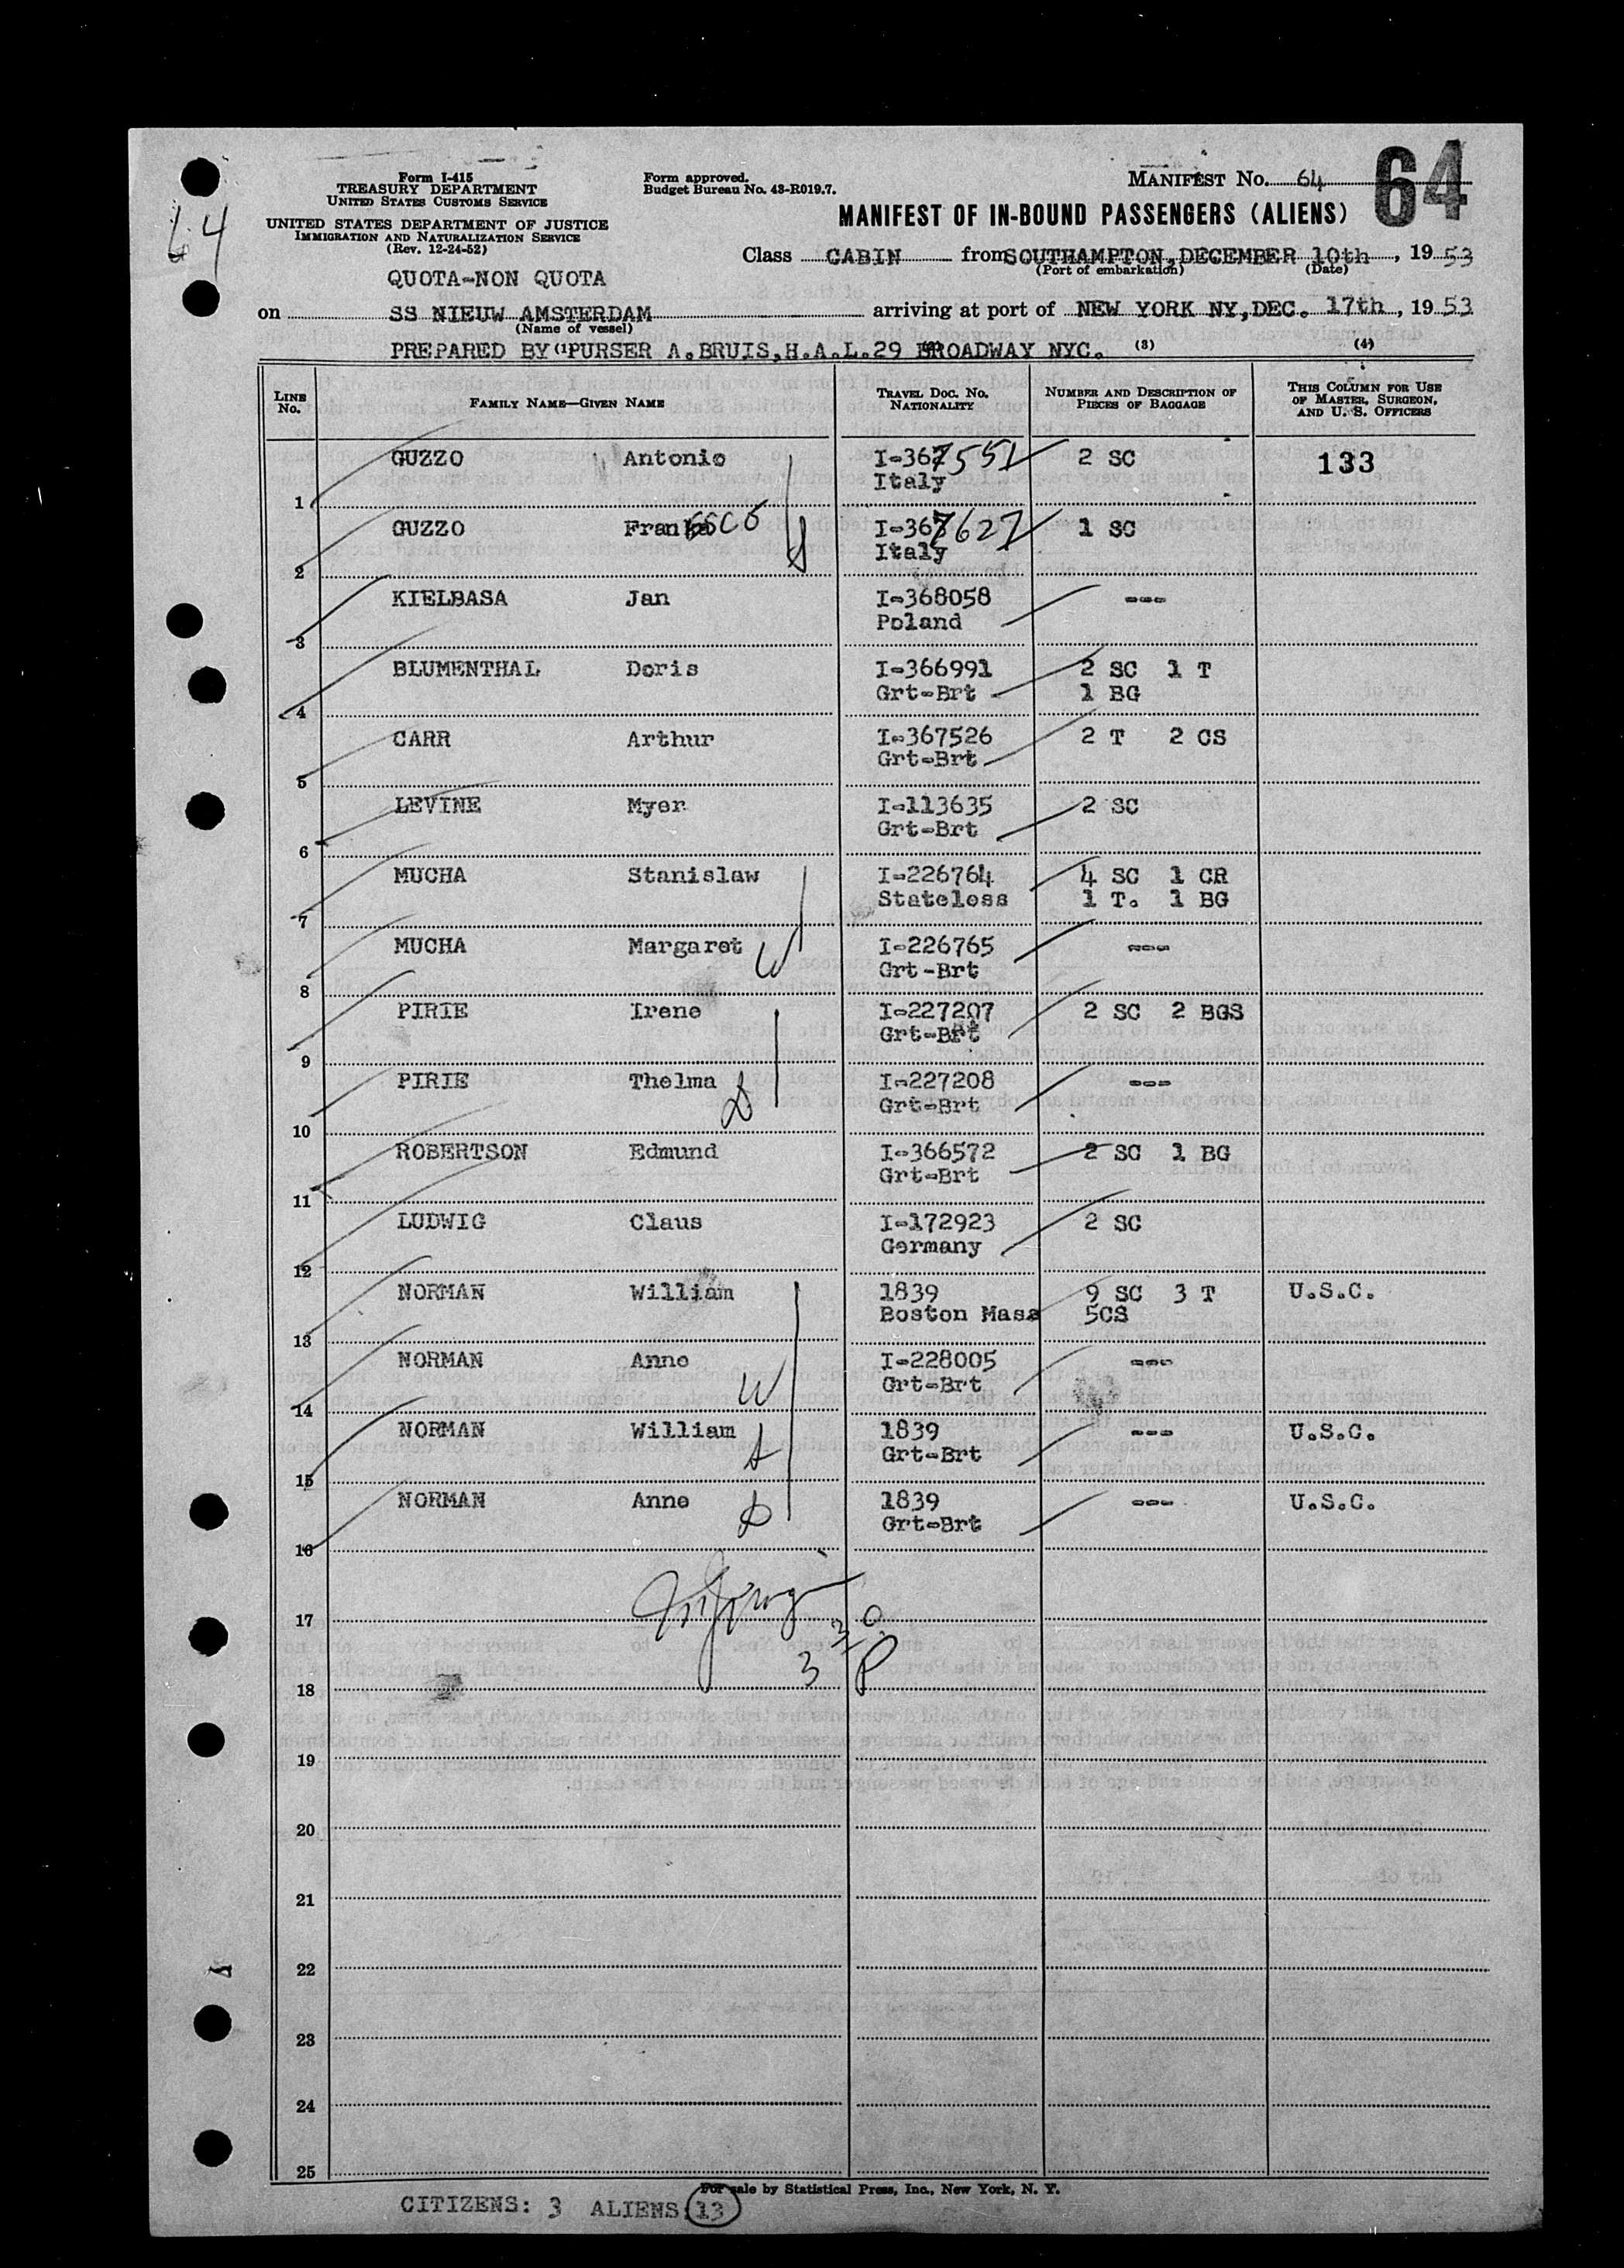 64
Form I-415
TREASURY DEPARTMENT
UNITED STATES CUSTOMS SERVICE
UNITED STATES DEPARTMENT OF JUSTICE
IMMIGRATION AND NATURALIZATION SERVICE
(Rev. 12-24-52)
Form approved.
Budget Bureau No. 43-R019.7.
MANIFEST No. 64
64
MANIFEST OF IN-BOUND PASSENGERS (ALIENS)
Class CABIN from SOUTHAMPTON, DECEMBER 10th, 1953
(Port of embarkation) (Date)
QUOTA-NON QUOTA
on SS NIEUW AMSTERDAM arriving at port of NEW YORK NY, DEC. 17th, 1953
(Name of vessel)
PREPARED BY (1) PURSER A.BRUIS, H.A.L. 29 BROADWAY NYC. (3) (4)
LINE No. FAMILY NAME—GIVEN NAME TRAVEL DOC. No. NATIONALITY NUMBER AND DESCRIPTION OF PIECES OF BAGGAGE THIS COLUMN FOR USE OF MASTER, SURGEON, AND U. S. OFFICERS
GUZZO Antonio I-367551 2 SC 133
Italy
1
GUZZO Francesco I-367627 1 SC
Italy
2
KIELBASA Jan I-368058 ---
Poland
3
BLUMENTHAL Doris I-366991 2 SC 1 T
Grt-Brt 1 BG
4
CARR Arthur I-367526 2 T 2 CS
Grt-Brt
5
LEVINE Myer I-113635 2 SC
Grt-Brt
6
MUCHA Stanislaw I-226764 4 SC 1 CR
Stateless 1 T. 1 BG
7
MUCHA Margaret W I-226765 ---
Grt-Brt
8
PIRIE Irene I-227207 2 SC 2 BGS
Grt-Brt
9
PIRIE Thelma D I-227208 ---
Grt-Brt
10
ROBERTSON Edmund I-366572 2 SC 1 BG
Grt-Brt
11
LUDWIG Claus I-172923 2 SC
Germany
12
NORMAN William 1839 9 SC 3 T U.S.C.
Boston Mass 5CS
13
NORMAN Anne W I-228005 ---
Grt-Brt
14
NORMAN William 1839 --- U.S.C.
Grt-Brt
15
NORMAN Anne D 1839 --- U.S.C.
Grt-Brt
16
17
18
19
20
21
22
23
24
25
For sale by Statistical Press, Inc., New York, N. Y.
CITIZENS: 3 ALIENS: 13